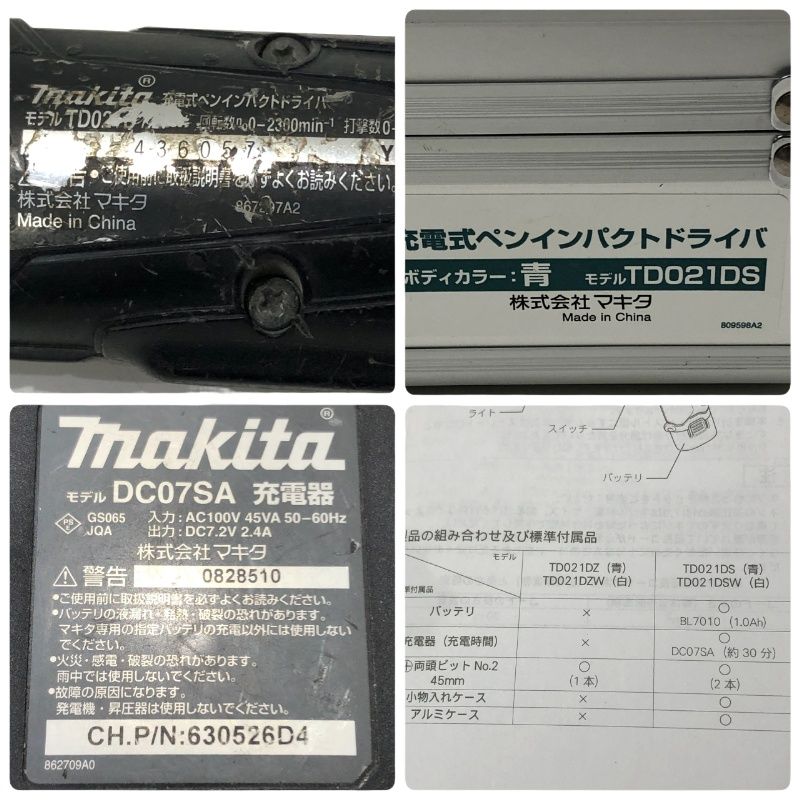 makita® 充電式ペンインパクトドライバ
モデル TD02 回転数 0-2300min⁻¹ 打撃数0-
436057 Y
警告・ご使用前に取扱説明書を必ずよくお読みください。
株式会社 マキタ
Made in China
充電式ペンインパクトドライバ
ボディカラー：青 モデルTD021DS
株式会社 マキタ
Made in China
809598A2
makita®
モデル DC07SA 充電器
PSE GS065 JQA
入力：AC100V 45VA 50−60Hz
出力：DC7.2V 2.4A
株式会社 マキタ
警告 0828510
●ご使用前に取扱説明書を必ずよくお読みください。
●バッテリの液漏れ・発熱・破裂の恐れがあります。
マキタ専用の指定バッテリの充電以外には使用しない
でください。
●火災・感電・破裂の恐れがあります。
雨中では使用しないでください。
●故障の原因になります。
発電機・昇圧器は使用しないでください。
CH.P/N:630526D4
862709A0
ライト
スイッチ
バッテリ
製品の組み合わせ及び標準付属品
モデル TD021DZ（青） TD021DS（青）
TD021DZW（白） TD021DSW（白）
準付属品
バッテリ × ○
BL7010（1.0Ah）
充電器（充電時間） × ○
DC07SA（約 30 分）
⊕両頭ビット No.2 ○ ○
45mm （1 本） （2 本）
小物入れケース × ○
アルミケース × ○